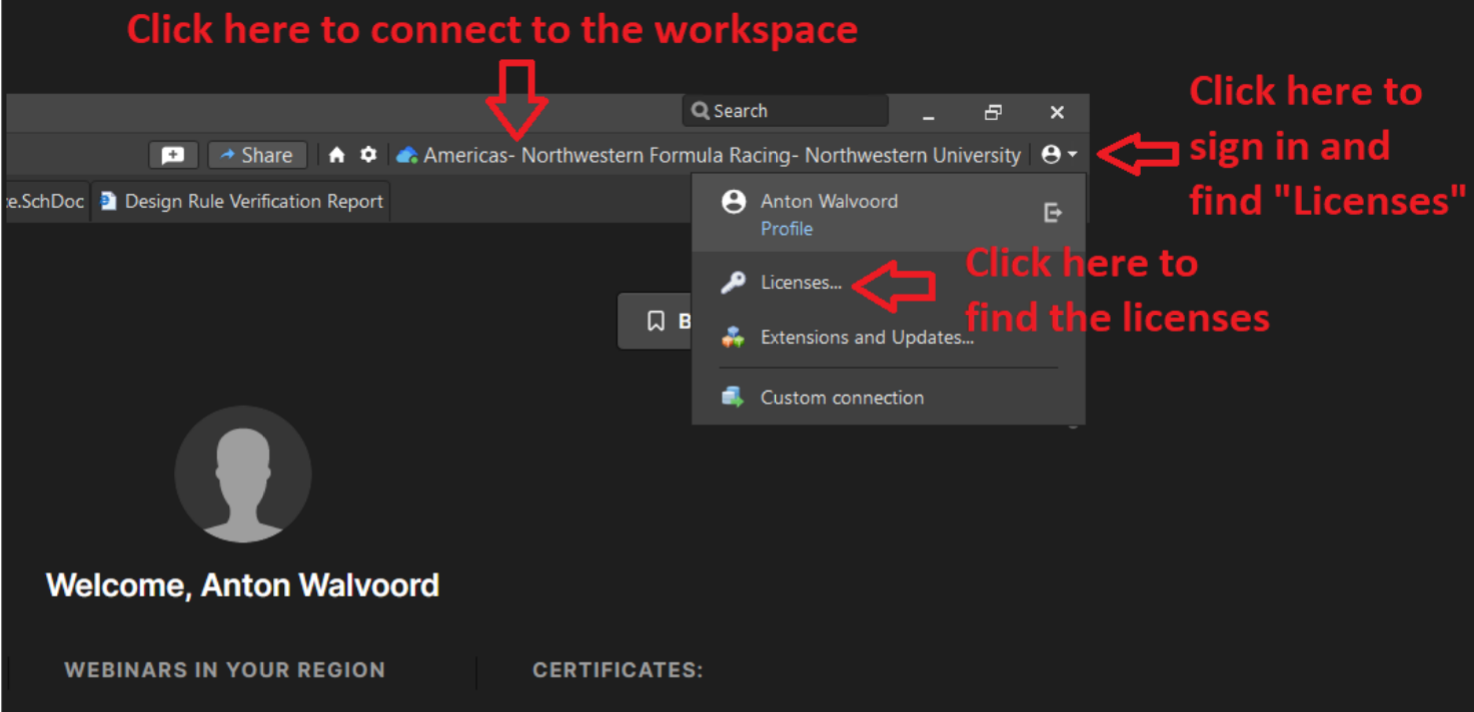 Click here to connect to the workspace
Search
Click here to
sign in and
find "Licenses"
Share
Americas- Northwestern Formula Racing- Northwestern University
e.SchDoc
Design Rule Verification Report
Anton Walvoord
Profile
Licenses...
Click here to
find the licenses
B
Extensions and Updates...
Custom connection
Welcome, Anton Walvoord
WEBINARS IN YOUR REGION
CERTIFICATES: